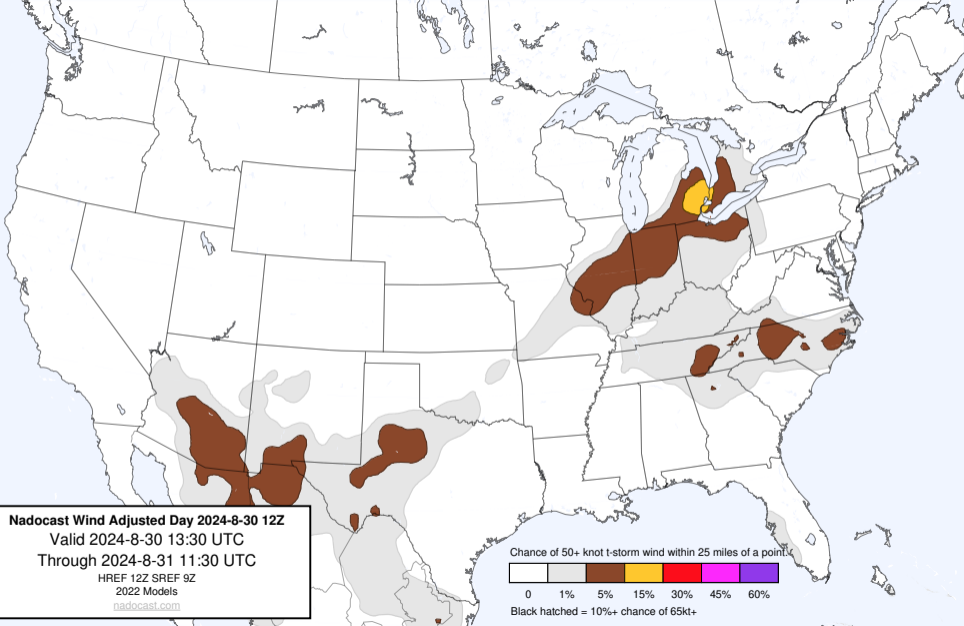 Nadocast Wind Adjusted Day 2024-8-30 12Z
Valid 2024-8-30 13:30 UTC
Through 2024-8-31 11:30 UTC
HREF 12Z SREF 9Z
2022 Models
nadocast.com
Chance of 50+ knot t-storm wind within 25 miles of a point.
0 1% 5% 15% 30% 45% 60%
Black hatched = 10%+ chance of 65kt+